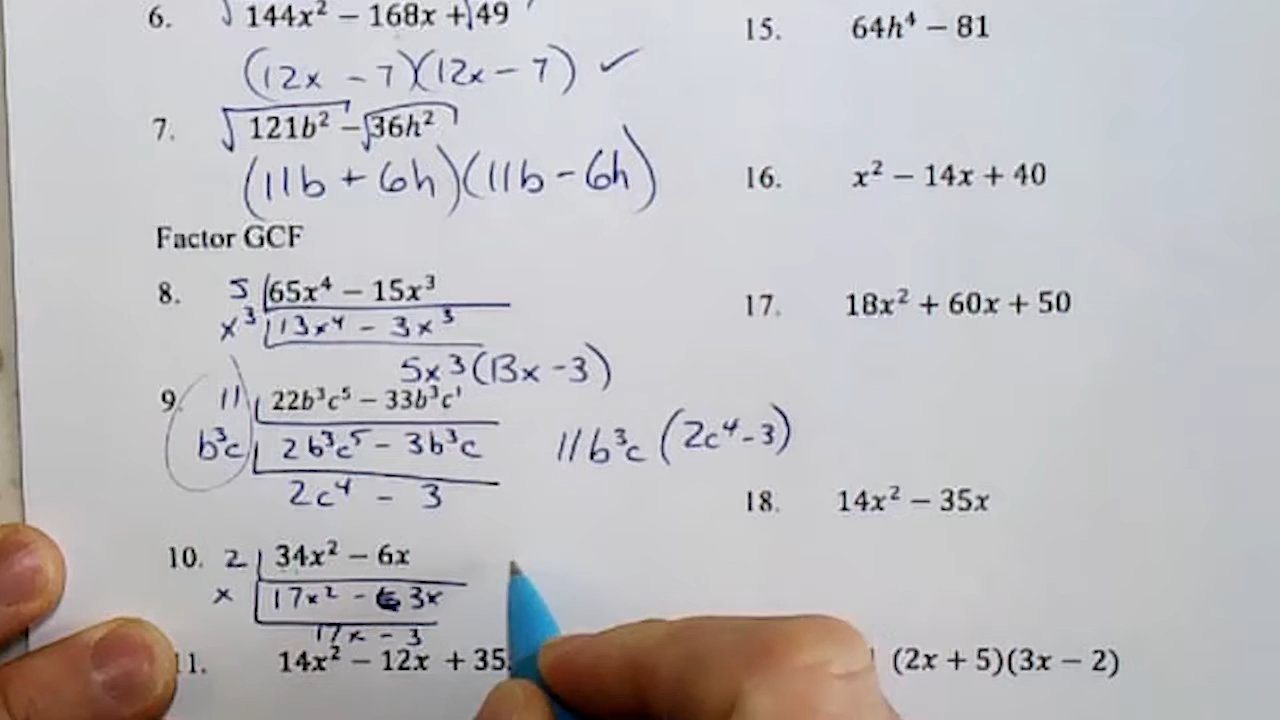 6. √144x² − 168x + √49
(12x − 7)(12x − 7) ✓
7. √121b² − √36h²
(11b + 6h)(11b − 6h)
Factor GCF
8. 5 65x⁴ − 15x³
x³ 13x⁴ − 3x³
5x³(13x − 3)
9. 11 22b³c⁵ − 33b³c¹
b³c 2b³c⁵ − 3b³c 11b³c (2c⁴ − 3)
2c⁴ − 3
10. 2 34x² − 6x
x 17x² − 3x
17x − 3
11. 14x² − 12x + 35
15. 64h⁴ − 81
16. x² − 14x + 40
17. 18x² + 60x + 50
18. 14x² − 35x
(2x + 5)(3x − 2)